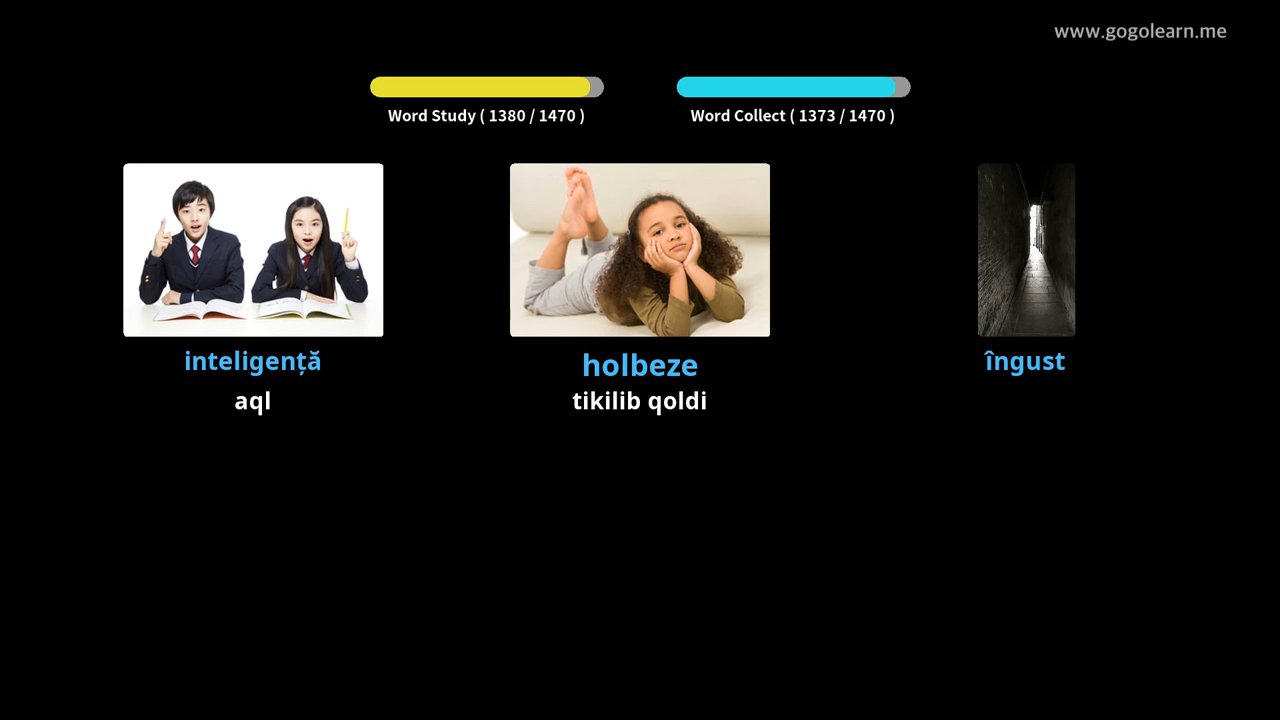 www.gogolearn.me
Word Study ( 1380 / 1470 )
Word Collect ( 1373 / 1470 )
inteligență
aql
holbeze
tikilib qoldi
îngust